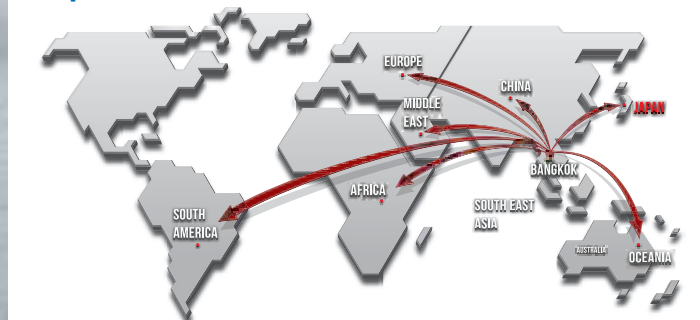 EUROPE
CHINA
MIDDLE
EAST
JAPAN
BANGKOK
AFRICA
SOUTH EAST
ASIA
SOUTH
AMERICA
AUSTRALIA
OCEANIA